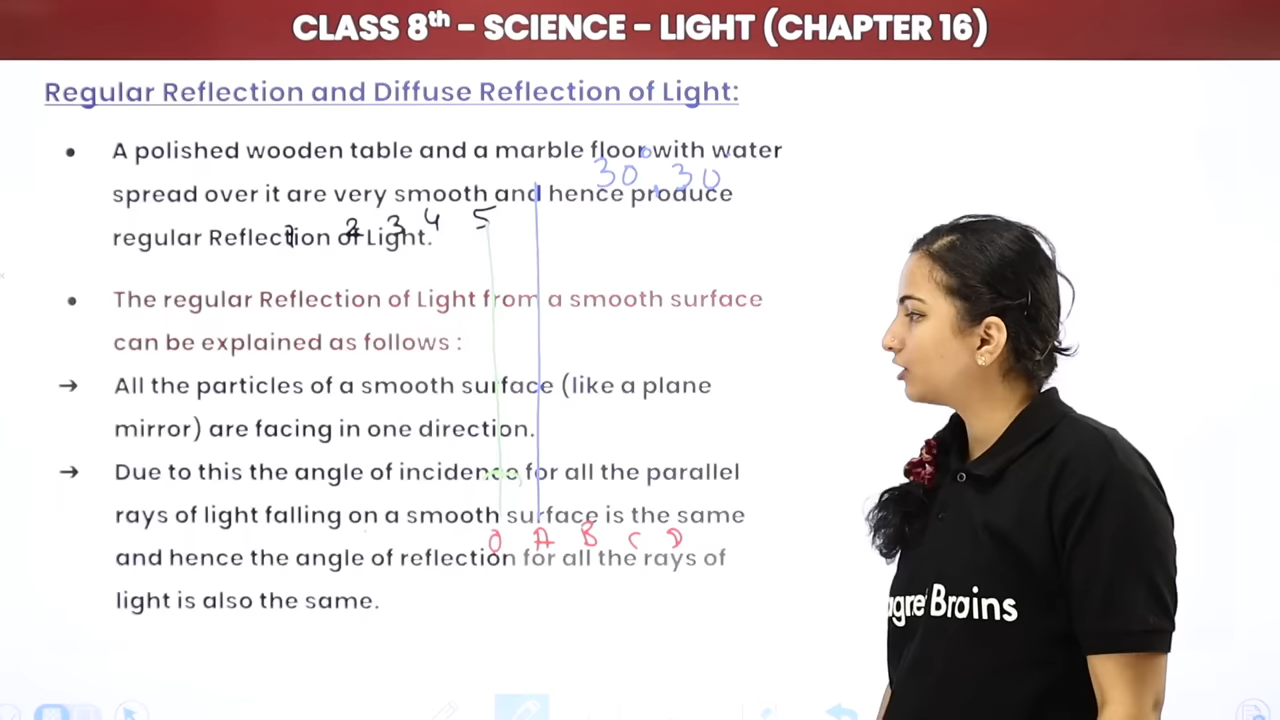 CLASS 8th – SCIENCE – LIGHT (CHAPTER 16)
Regular Reflection and Diffuse Reflection of Light:
• A polished wooden table and a marble floor with water
30° , 30°
spread over it are very smooth and hence produce
1 2 3 4 5
regular Reflection of Light.
• The regular Reflection of Light from a smooth surface
can be explained as follows :
→ All the particles of a smooth surface (like a plane
mirror) are facing in one direction.
→ Due to this the angle of incidence for all the parallel
rays of light falling on a smooth surface is the same
O A B C D
and hence the angle of reflection for all the rays of
light is also the same.
Brains